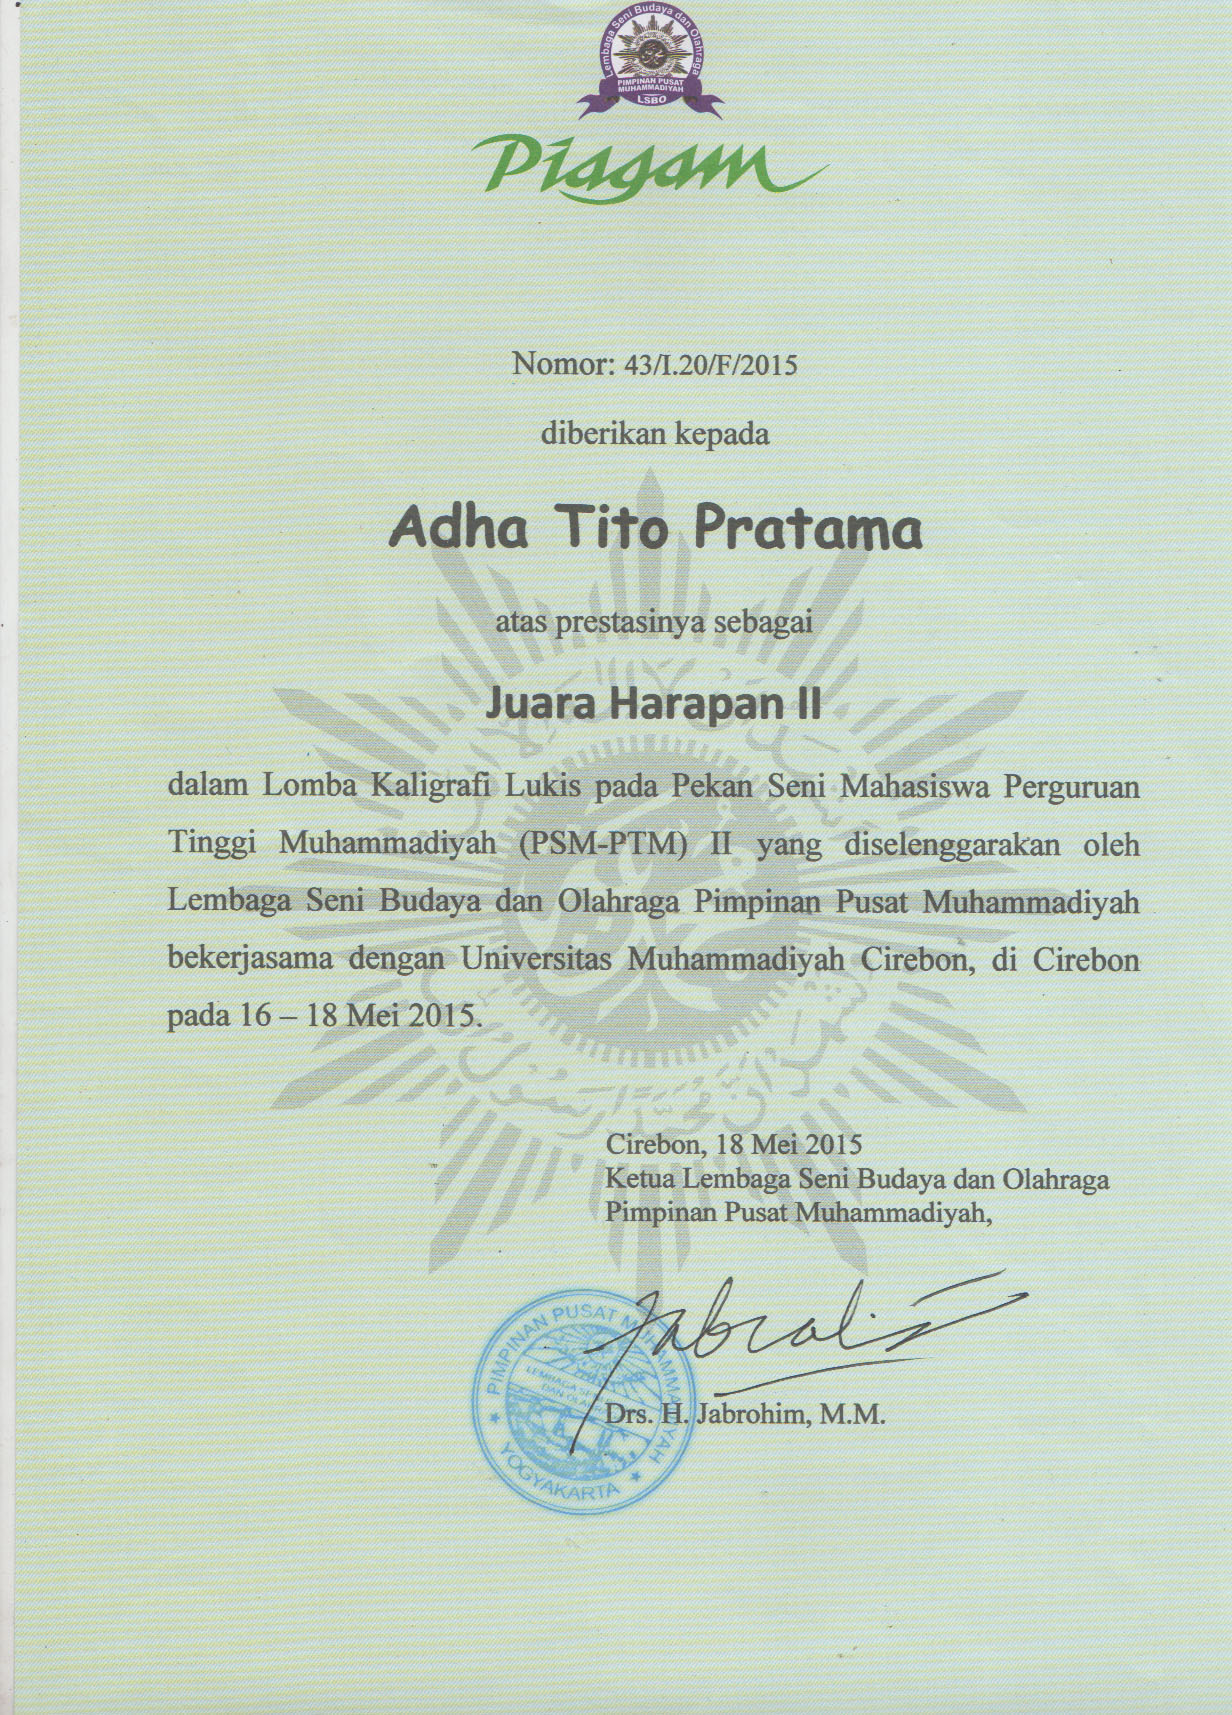 Lembaga Seni Budaya dan Olahraga
PIMPINAN PUSAT
MUHAMMADIYAH
LSBO
Piagam
Nomor: 43/I.20/F/2015
diberikan kepada
Adha Tito Pratama
atas prestasinya sebagai
Juara Harapan II
dalam Lomba Kaligrafi Lukis pada Pekan Seni Mahasiswa Perguruan
Tinggi Muhammadiyah (PSM-PTM) II yang diselenggarakan oleh
Lembaga Seni Budaya dan Olahraga Pimpinan Pusat Muhammadiyah
bekerjasama dengan Universitas Muhammadiyah Cirebon, di Cirebon
pada 16 – 18 Mei 2015.
Cirebon, 18 Mei 2015
Ketua Lembaga Seni Budaya dan Olahraga
Pimpinan Pusat Muhammadiyah,
PIMPINAN PUSAT MUHAMMADIYAH
LEMBAGA SENI
DAN OLAHRAGA
YOGYAKARTA
Drs. H. Jabrohim, M.M.